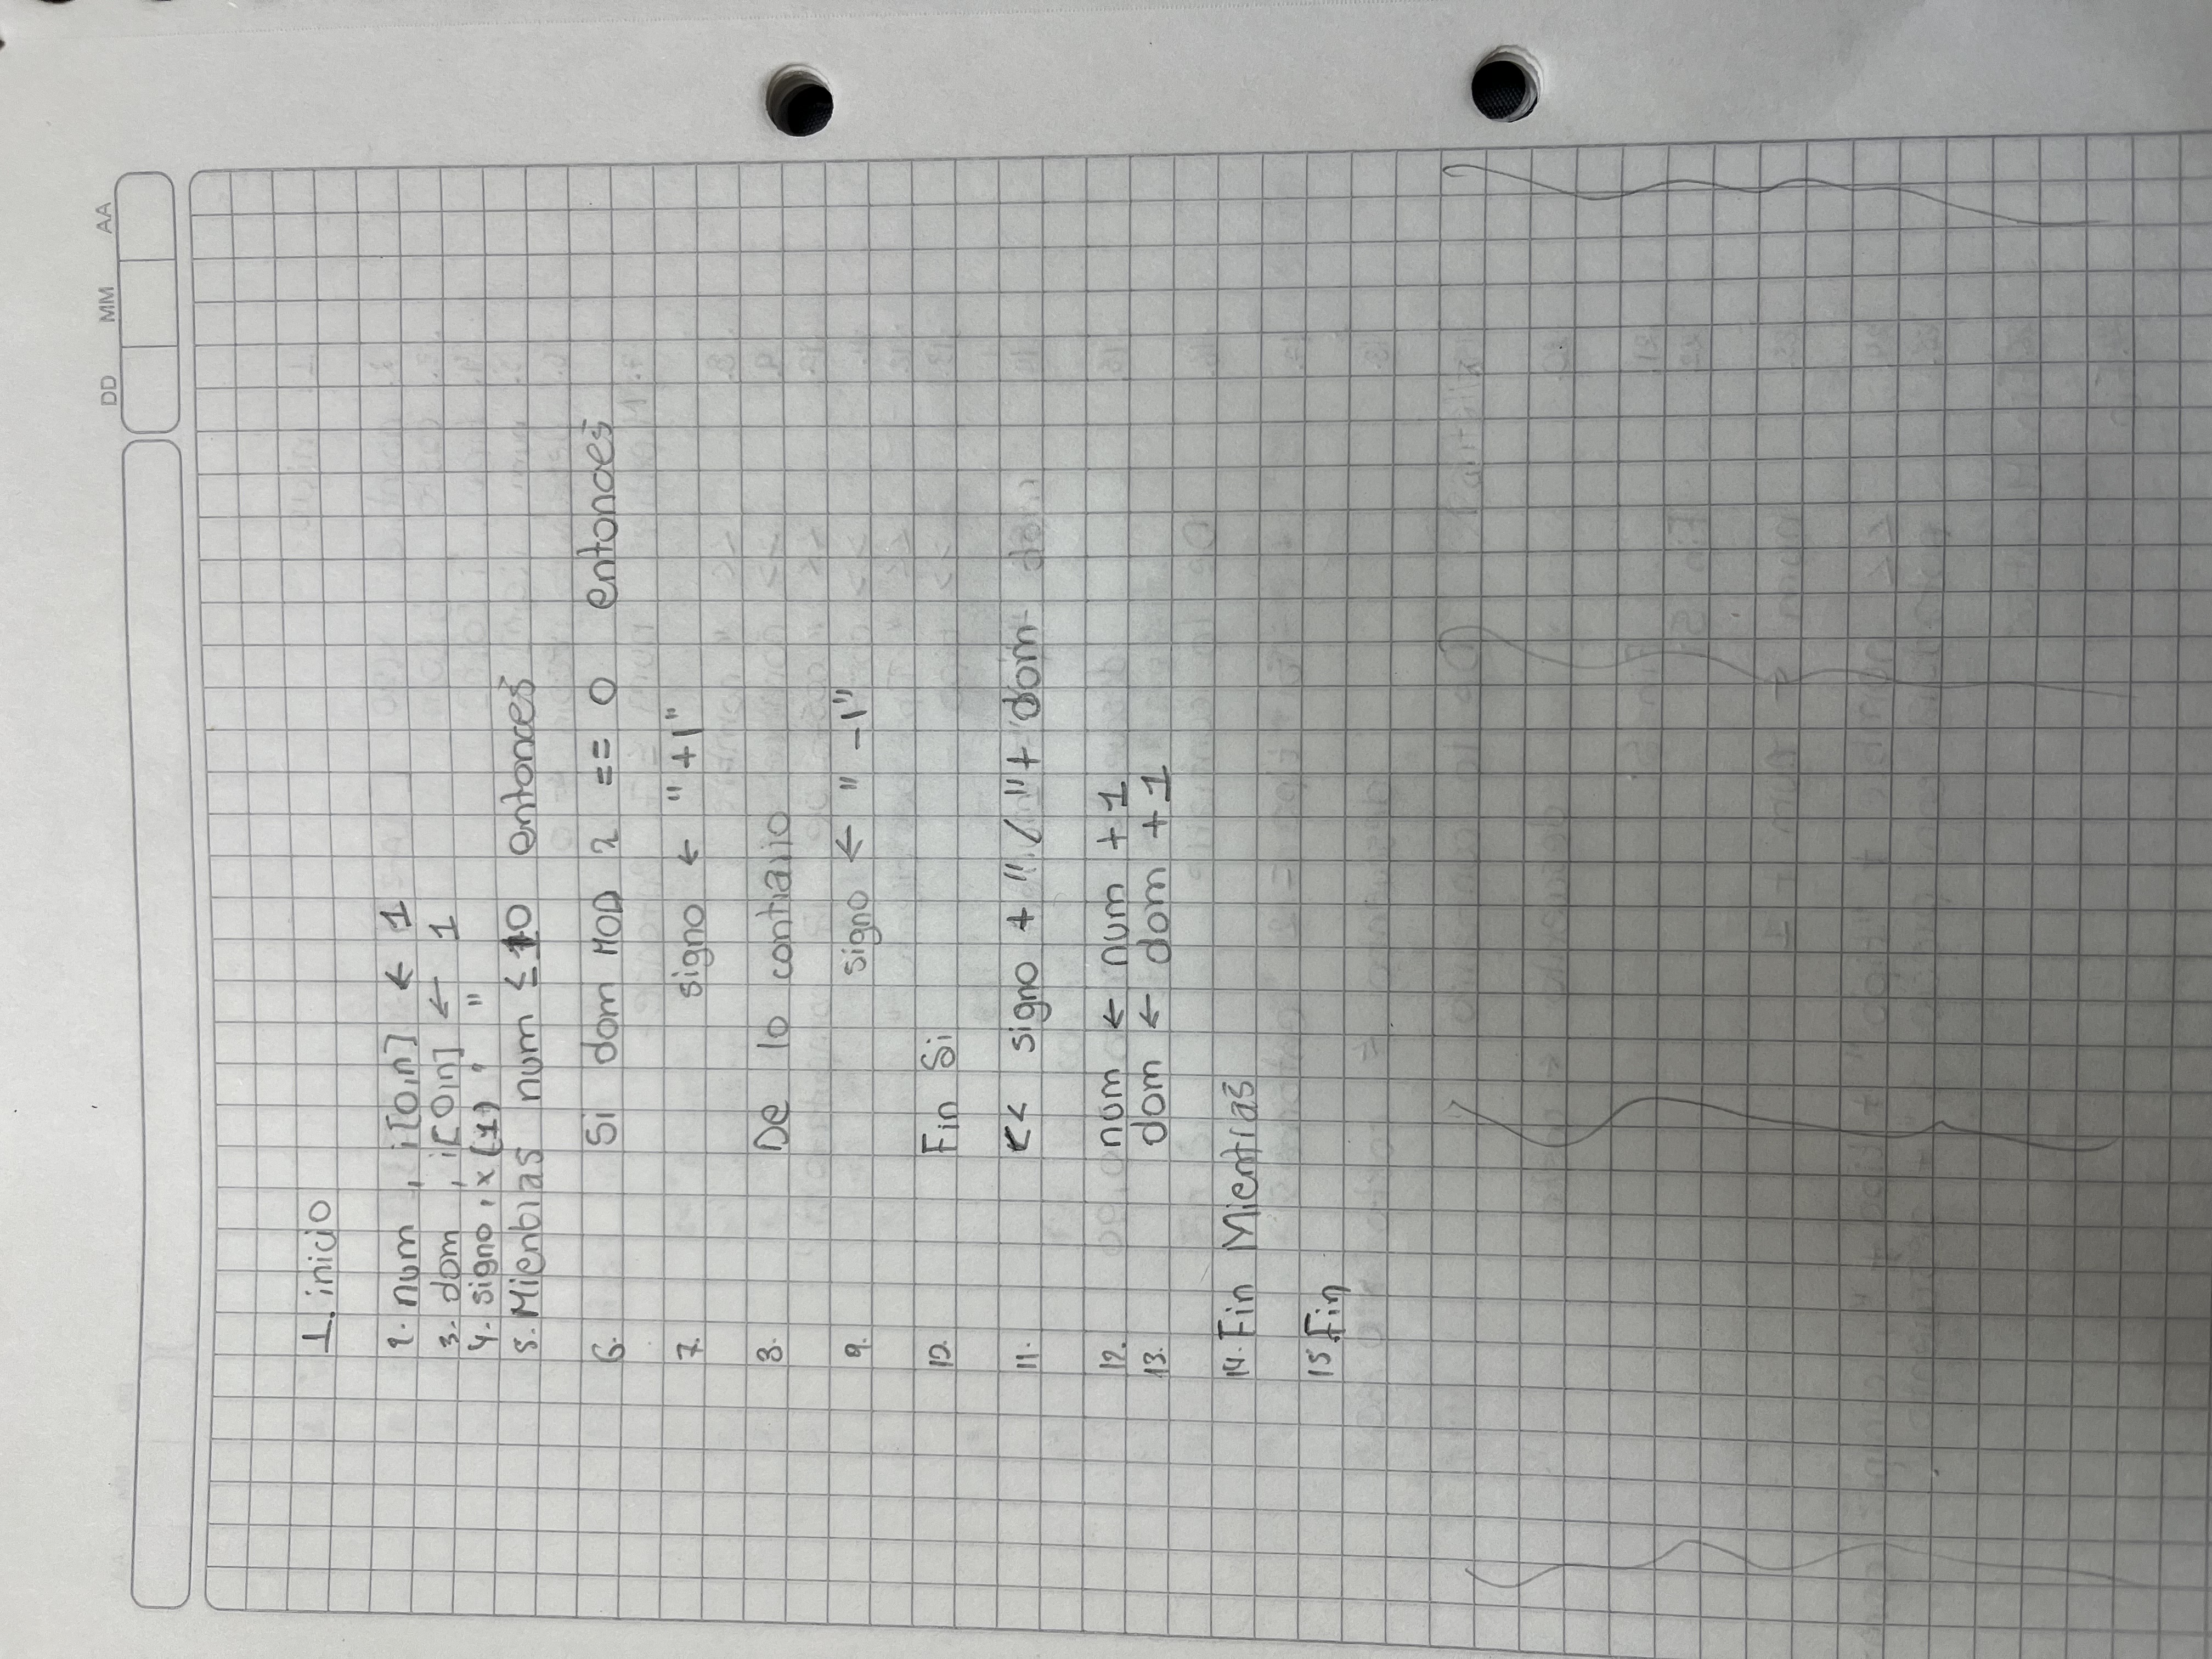 DD MM AA
1. inicio
2. num , i[0,n] ← 1
3. dom , i[0,n] ← 1
4. signo, x(1) " "
5. Mientras num ≤ 10 entonces
6. Si dom MOD 2 == 0 entonces
7. signo ← "+1"
8. De lo contrario
9. signo ← "-1"
10. Fin Si
11. << signo + "/" + dom
12. num ← num + 1
13. dom ← dom + 1
14. Fin Mientras
15 Fin